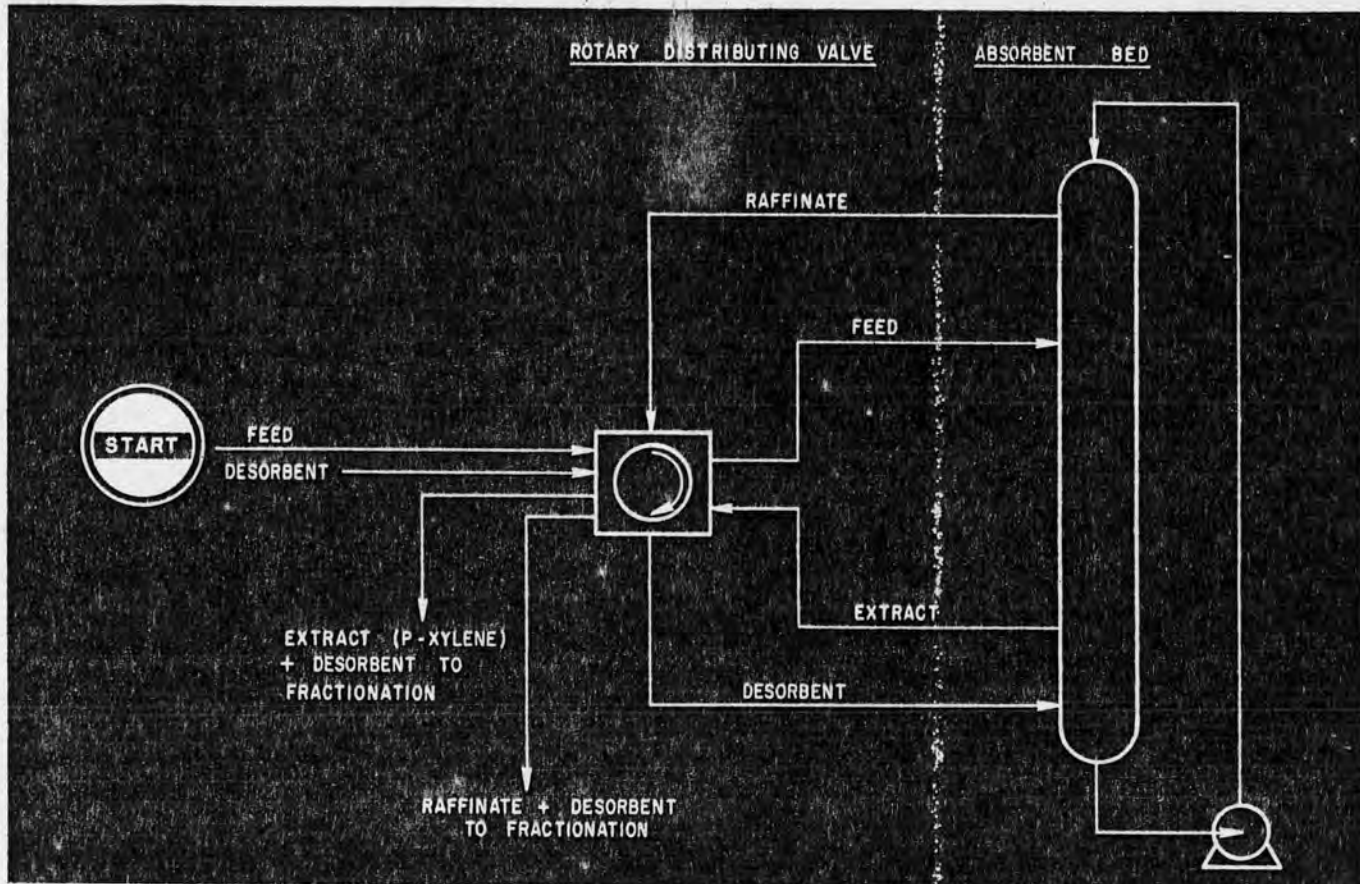 ROTARY DISTRIBUTING VALVE
ABSORBENT BED
RAFFINATE
FEED
START
FEED
DESORBENT
EXTRACT
EXTRACT (P-XYLENE)
+ DESORBENT TO
FRACTIONATION
DESORBENT
RAFFINATE + DESORBENT
TO FRACTIONATION